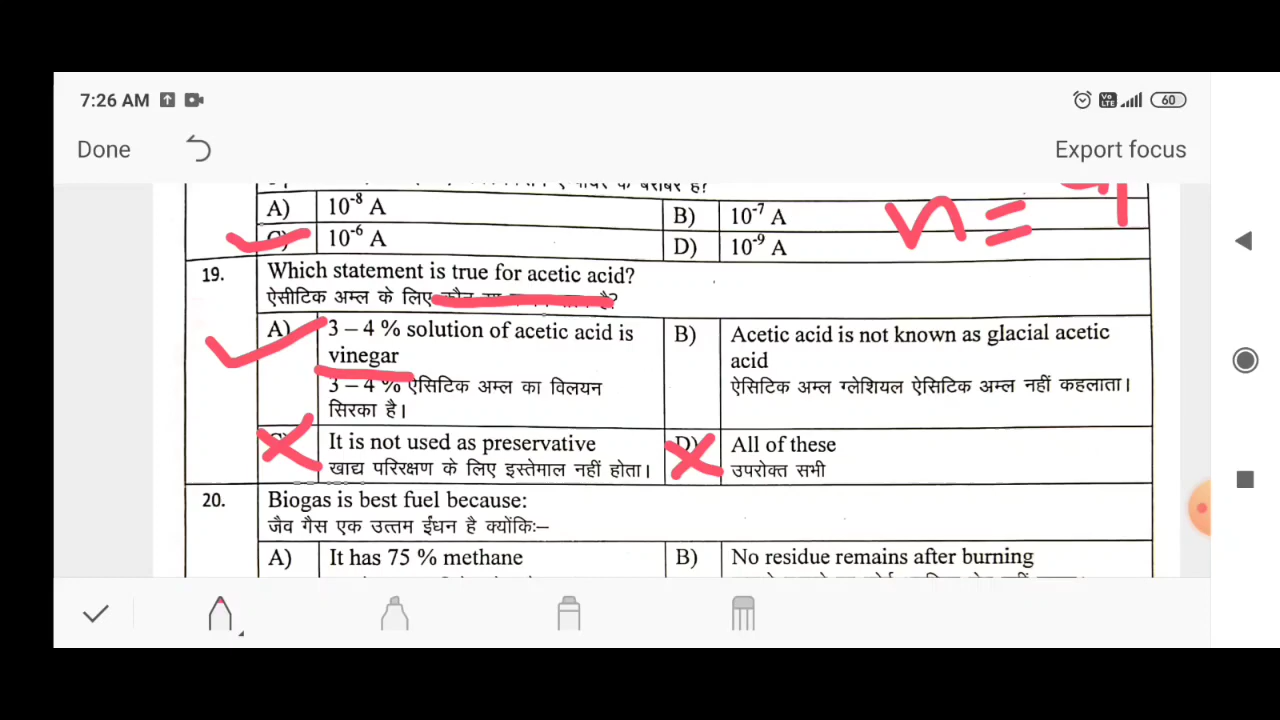 7:26 AM
60
Done
Export focus
n =
के बराबर है?
A) 10⁻⁸ A B) 10⁻⁷ A
C) 10⁻⁶ A D) 10⁻⁹ A
19. Which statement is true for acetic acid?
ऐसीटिक अम्ल के लिए है?
A) 3 – 4 % solution of acetic acid is
vinegar
3 – 4 % ऐसिटिक अम्ल का विलयन
सिरका है।
B) Acetic acid is not known as glacial acetic
acid
ऐसिटिक अम्ल ग्लेशियल ऐसिटिक अम्ल नहीं कहलाता।
It is not used as preservative
खाद्य परिरक्षण के लिए इस्तेमाल नहीं होता।
D) All of these
उपरोक्त सभी
20. Biogas is best fuel because:
जैव गैस एक उत्तम ईंधन है क्योंकिः–
A) It has 75 % methane
B) No residue remains after burning